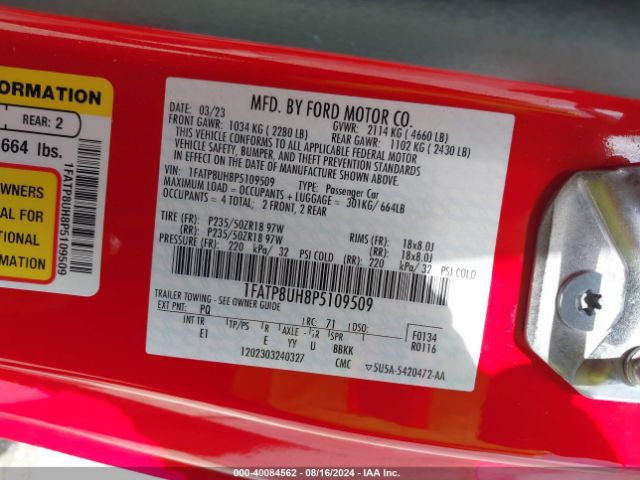 FORMATION
REAR: 2
664 lbs.
OWNERS
FOR
TIONAL
MATION
1FATP8UH8P5109509
DATE: 03/23
MFD. BY FORD MOTOR CO.
FRONT GAWR: 1034 KG ( 2280 LB)
GVWR: 2114 KG ( 4660 LB)
REAR GAWR: 1102 KG ( 2430 LB)
THIS VEHICLE CONFORMS TO ALL APPLICABLE FEDERAL MOTOR
VEHICLE SAFETY, BUMPER, AND THEFT PREVENTION STANDARDS
IN EFFECT ON THE DATE OF MANUFACTURE SHOWN ABOVE.
VIN: 1FATP8UH8P5109509 TYPE: Passenger Car
MAXIMUM LOAD = OCCUPANTS + LUGGAGE = 301KG/ 664LB
OCCUPANTS = 4 TOTAL; 2 FRONT, 2 REAR
TIRE (FR): P235/50ZR18 97W RIMS (FR): 18x8.0J
(RR): P235/50ZR18 97W (RR): 18x8.0J
PRESSURE (FR): 220 kPa/ 32 PSI COLD (RR): 220 kPa/ 32 PSI COLD
1FATP8UH8P5109509
TRAILER TOWING - SEE OWNER GUIDE
EXT PNT: PQ RC: 71 DSO: F0134
INT TR TP/PS R AXLE TR SPR R0116
EI E YY U BBKK
1202303240327 CMC ▽5U5A-5420472-AA
000-40084562 - 08/16/2024 - IAA Inc.